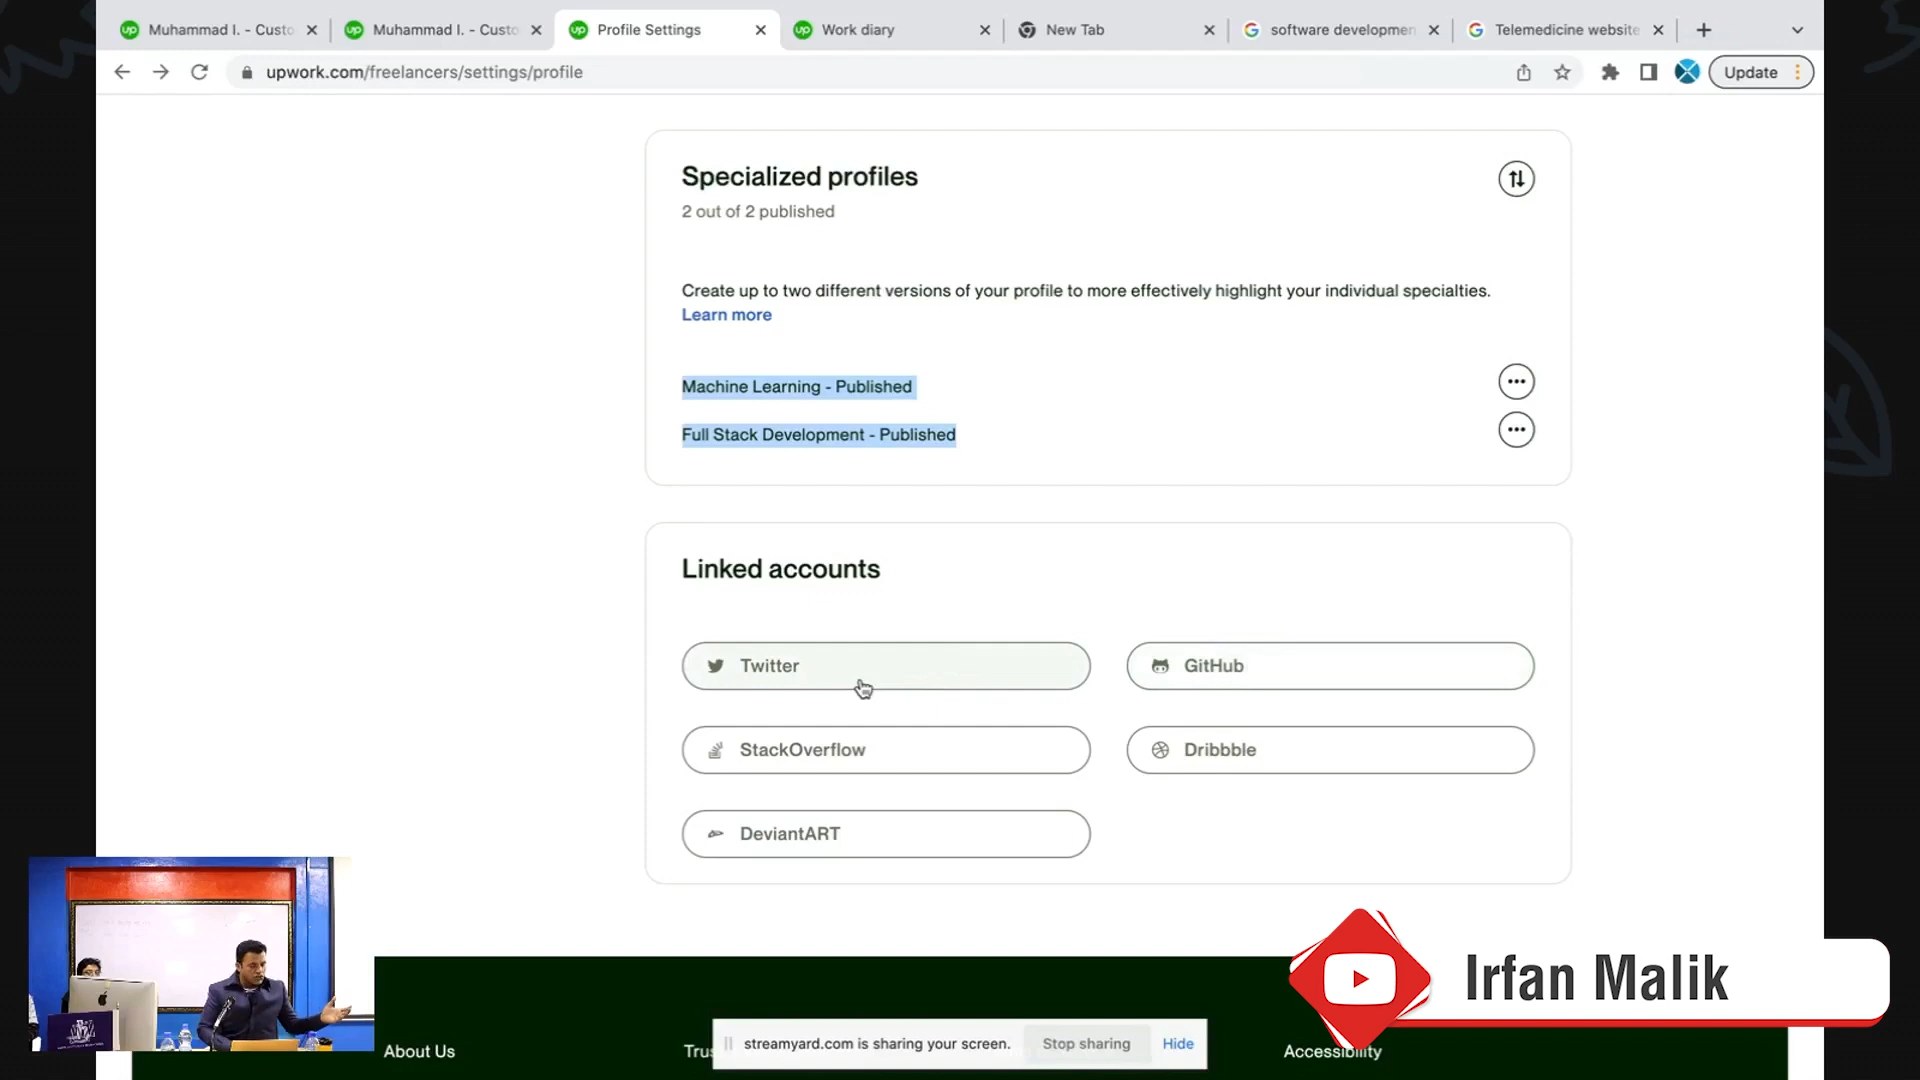 Muhammad I. - Custo
Muhammad I. - Custo
Profile Settings
Work diary
New Tab
software developmen
Telemedicine website
upwork.com/freelancers/settings/profile
Update
Specialized profiles
2 out of 2 published
Create up to two different versions of your profile to more effectively highlight your individual specialties.
Learn more
Machine Learning - Published
Full Stack Development - Published
Linked accounts
Twitter
GitHub
StackOverflow
Dribbble
DeviantART
Irfan Malik
About Us
Trus
streamyard.com is sharing your screen.
Stop sharing
Hide
Accessibility